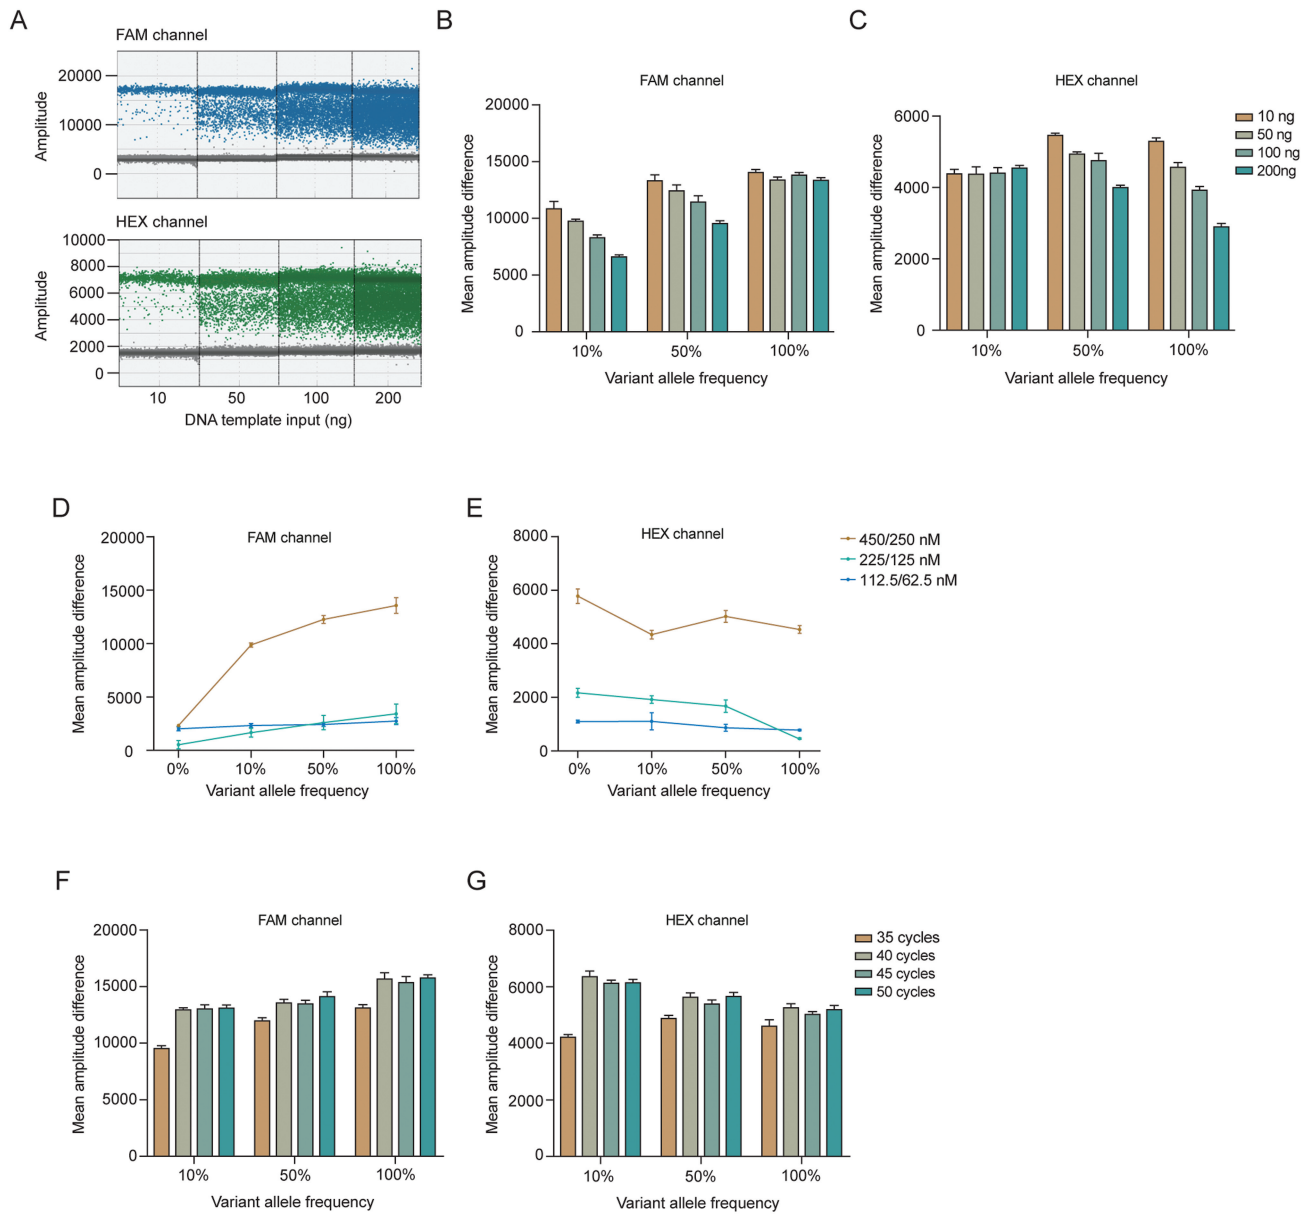 A
FAM channel
20000
10000
0
Amplitude
HEX channel
10000
8000
6000
4000
2000
0
Amplitude
10 50 100 200
DNA template input (ng)
B
FAM channel
20000
15000
10000
5000
0
Mean amplitude difference
10% 50% 100%
Variant allele frequency
C
HEX channel
6000
4000
2000
0
Mean amplitude difference
10% 50% 100%
Variant allele frequency
10 ng
50 ng
100 ng
200ng
D
FAM channel
20000
15000
10000
5000
0
Mean amplitude difference
0% 10% 50% 100%
Variant allele frequency
E
HEX channel
8000
6000
4000
2000
0
Mean amplitude difference
0% 10% 50% 100%
Variant allele frequency
450/250 nM
225/125 nM
112.5/62.5 nM
F
FAM channel
20000
15000
10000
5000
0
Mean amplitude difference
10% 50% 100%
Variant allele frequency
G
HEX channel
8000
6000
4000
2000
0
Mean amplitude difference
10% 50% 100%
Variant allele frequency
35 cycles
40 cycles
45 cycles
50 cycles